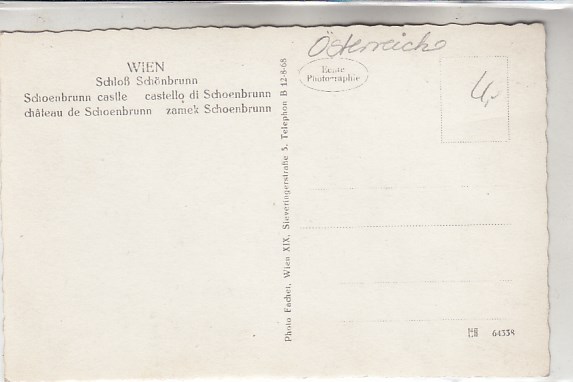 WIEN
Schloß Schönbrunn
Schoenbrunn castle castello di Schoenbrunn
château de Schoenbrunn zamek Schoenbrunn
Photo Fachet, Wien XIX, Sieveringerstraße 5, Telephon B 12-8-68
Österreich
Echte
Photographie
4,-
64338